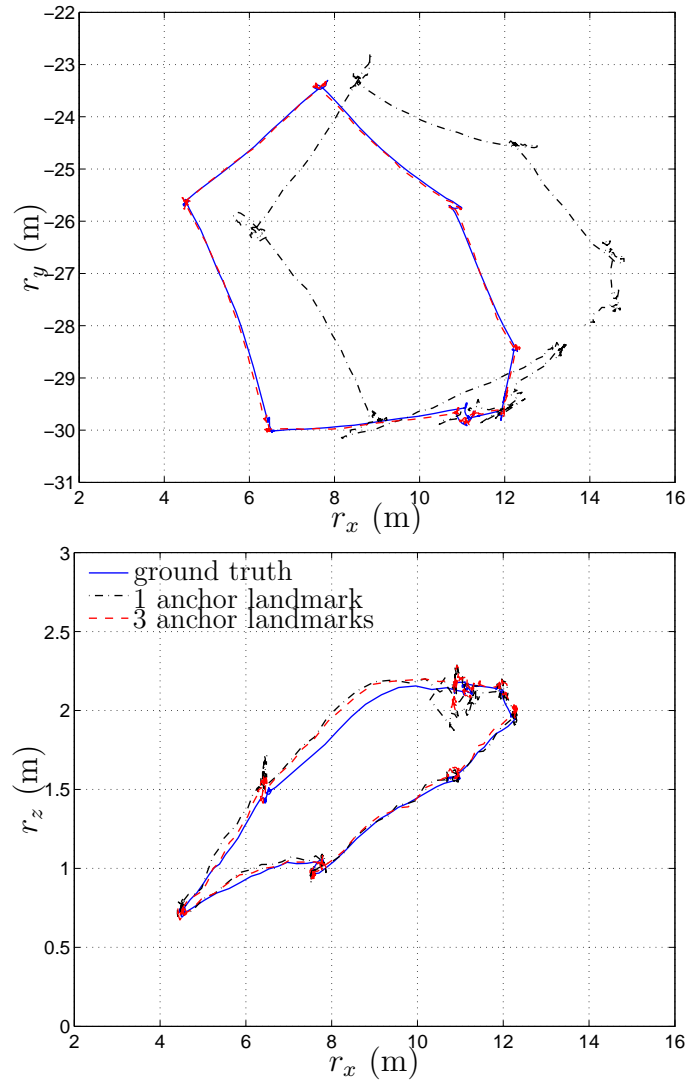 −22
−23
−24
−25
−26
−27
−28
−29
−30
−31
r_y (m)
2 4 6 8 10 12 14 16
r_x (m)
3
2.5
2
1.5
1
0.5
0
r_z (m)
ground truth
1 anchor landmark
3 anchor landmarks
2 4 6 8 10 12 14 16
r_x (m)